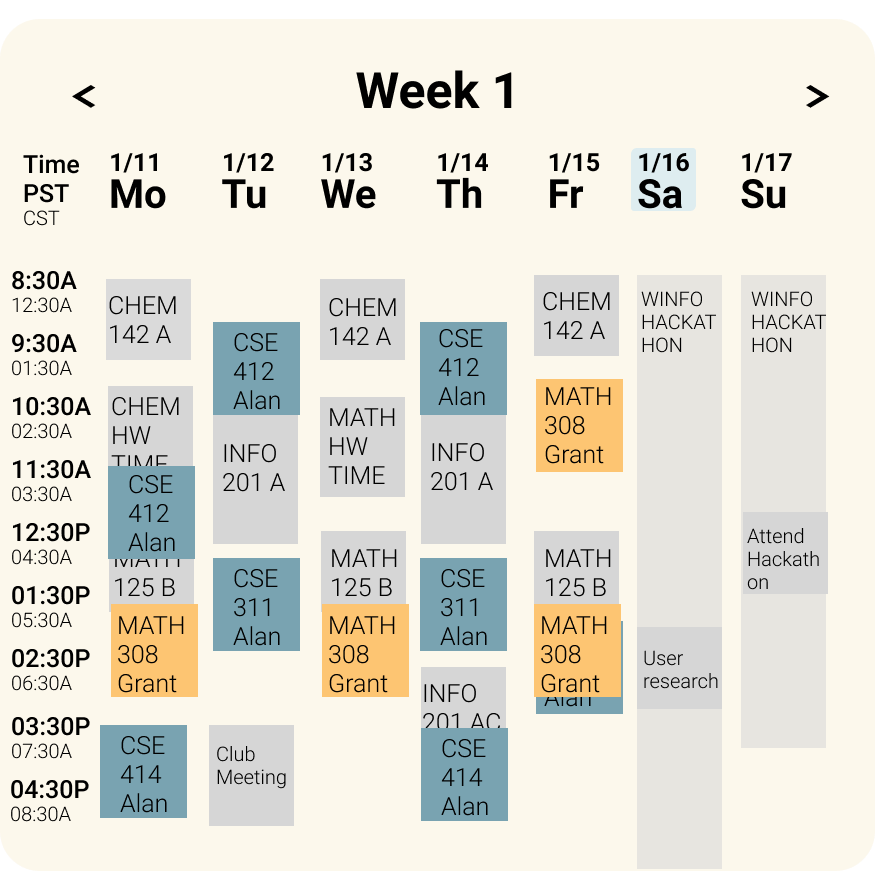 < Week 1 >
Time
PST
CST
1/11
Mo
1/12
Tu
1/13
We
1/14
Th
1/15
Fr
1/16
Sa
1/17
Su
8:30A
12:30A
9:30A
01:30A
10:30A
02:30A
11:30A
03:30A
12:30P
04:30A
01:30P
05:30A
02:30P
06:30A
03:30P
07:30A
04:30P
08:30A
CHEM
142 A
CHEM
HW
TIME
CSE
412
Alan
MATH
125 B
MATH
308
Grant
CSE
414
Alan
CSE
412
Alan
INFO
201 A
CSE
311
Alan
Club
Meeting
CHEM
142 A
MATH
HW
TIME
MATH
125 B
MATH
308
Grant
CSE
412
Alan
INFO
201 A
CSE
311
Alan
INFO
201 AC
CSE
414
Alan
CHEM
142 A
MATH
308
Grant
MATH
125 B
MATH
308
Grant
Alan
WINFO
HACKAT
HON
User
research
WINFO
HACKAT
HON
Attend
Hackath
on